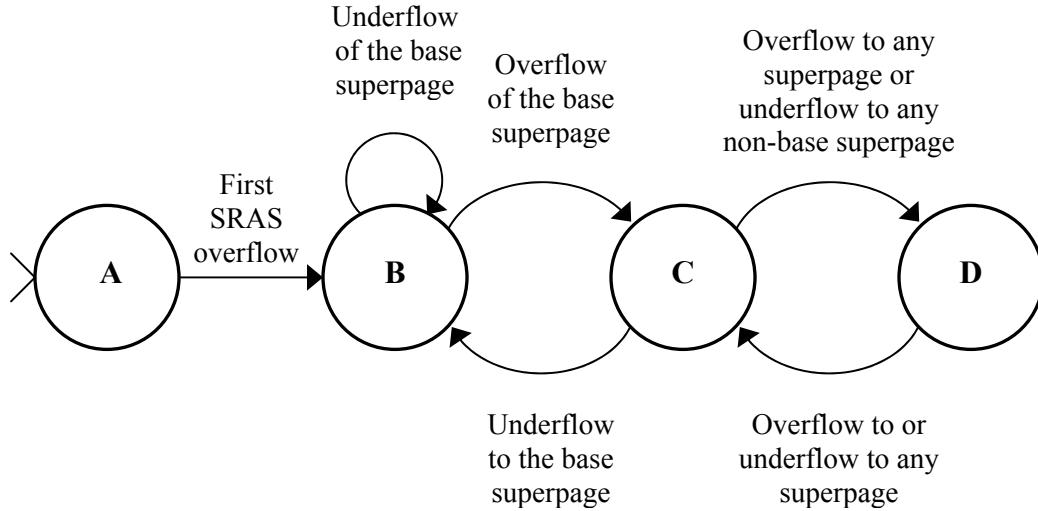 Underflow
of the base
superpage
Overflow
of the base
superpage
Overflow to any
superpage or
underflow to any
non-base superpage
First
SRAS
overflow
A
B
C
D
Underflow
to the base
superpage
Overflow to or
underflow to any
superpage